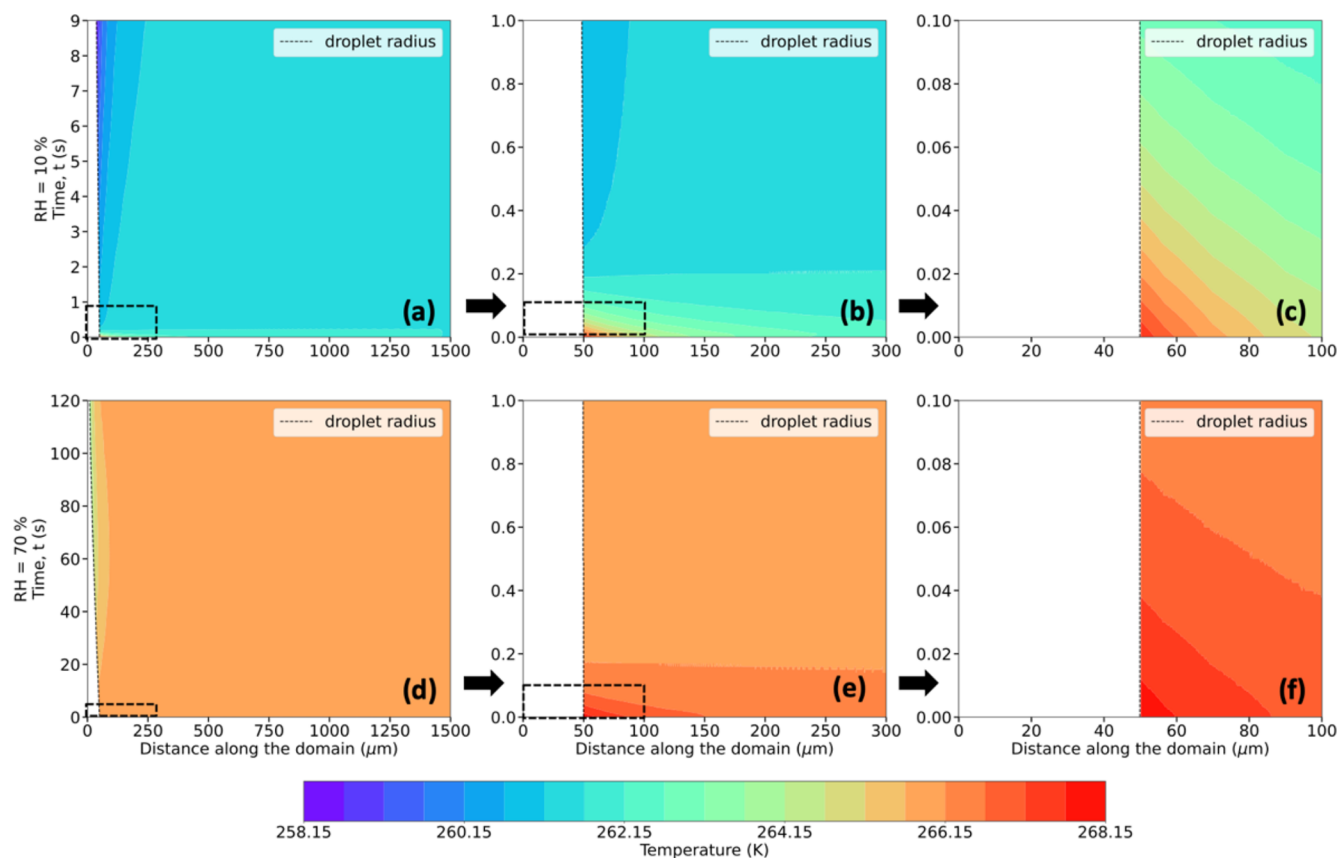 9
8
7
6
5
4
3
2
1
0
RH = 10 %
Time, t (s)
droplet radius
(a)
0 250 500 750 1000 1250 1500
1.0
0.8
0.6
0.4
0.2
0.0
droplet radius
(b)
0 50 100 150 200 250 300
0.10
0.08
0.06
0.04
0.02
0.00
droplet radius
(c)
0 20 40 60 80 100
120
100
80
60
40
20
0
RH = 70 %
Time, t (s)
droplet radius
(d)
0 250 500 750 1000 1250 1500
Distance along the domain (μm)
1.0
0.8
0.6
0.4
0.2
0.0
droplet radius
(e)
0 50 100 150 200 250 300
Distance along the domain (μm)
0.10
0.08
0.06
0.04
0.02
0.00
droplet radius
(f)
0 20 40 60 80 100
Distance along the domain (μm)
258.15 260.15 262.15 264.15 266.15 268.15
Temperature (K)